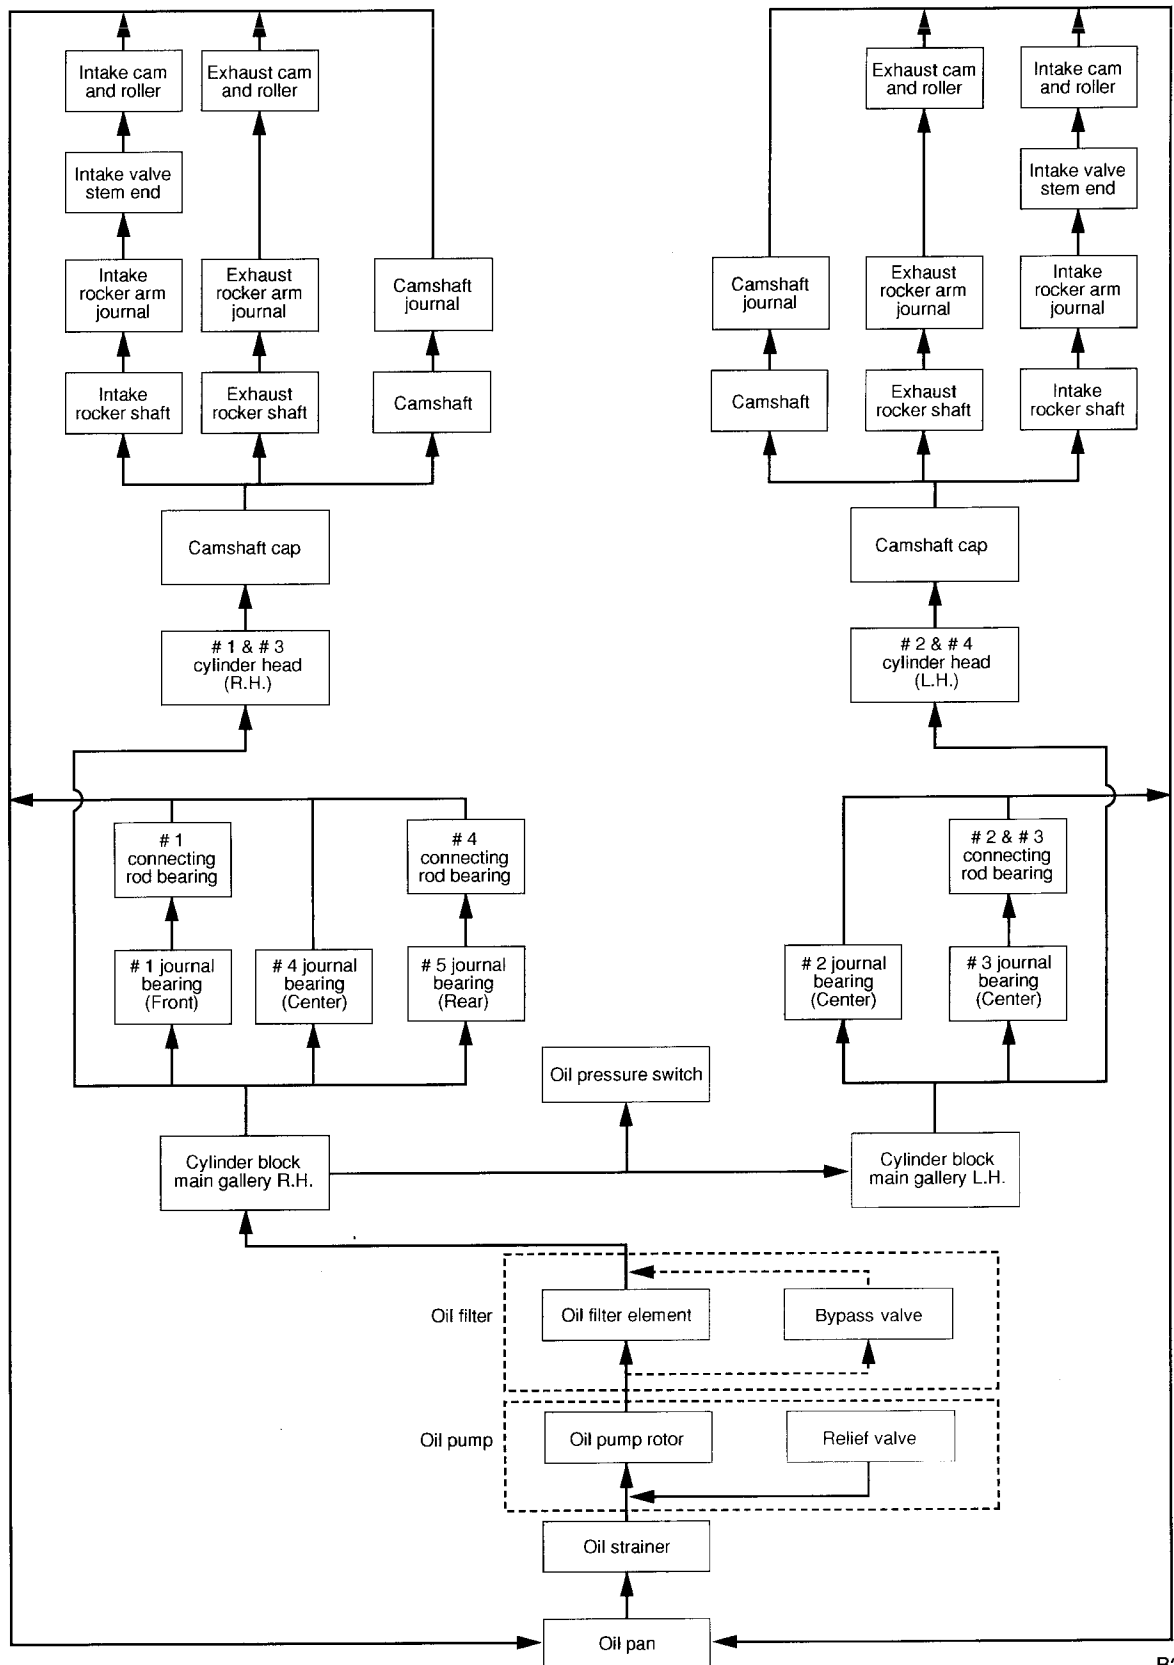 Intake cam
and roller
Exhaust cam
and roller
Exhaust cam
and roller
Intake cam
and roller
Intake valve
stem end
Intake valve
stem end
Intake
rocker arm
journal
Exhaust
rocker arm
journal
Camshaft
journal
Camshaft
journal
Exhaust
rocker arm
journal
Intake
rocker arm
journal
Intake
rocker shaft
Exhaust
rocker shaft
Camshaft
Camshaft
Exhaust
rocker shaft
Intake
rocker shaft
Camshaft cap
Camshaft cap
# 1 & # 3
cylinder head
(R.H.)
# 2 & # 4
cylinder head
(L.H.)
# 1
connecting
rod bearing
# 4
connecting
rod bearing
# 2 & # 3
connecting
rod bearing
# 1 journal
bearing
(Front)
# 4 journal
bearing
(Center)
# 5 journal
bearing
(Rear)
# 2 journal
bearing
(Center)
# 3 journal
bearing
(Center)
Oil pressure switch
Cylinder block
main gallery R.H.
Cylinder block
main gallery L.H.
Oil filter
Oil filter element
Bypass valve
Oil pump
Oil pump rotor
Relief valve
Oil strainer
Oil pan